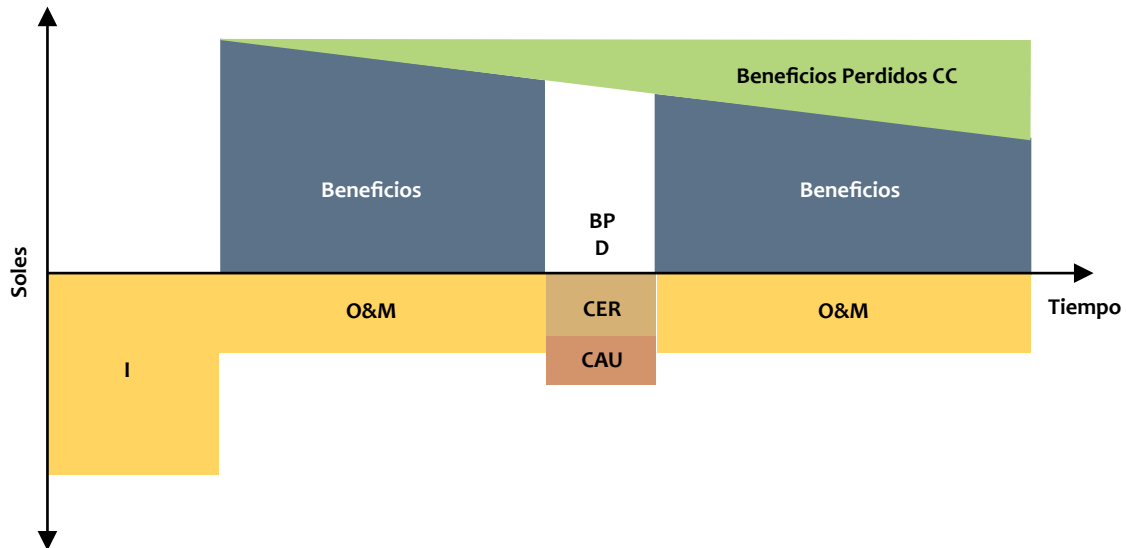 Beneficios Perdidos CC
Beneficios
Beneficios
BP
D
Soles
O&M
CER
O&M
Tiempo
CAU
I